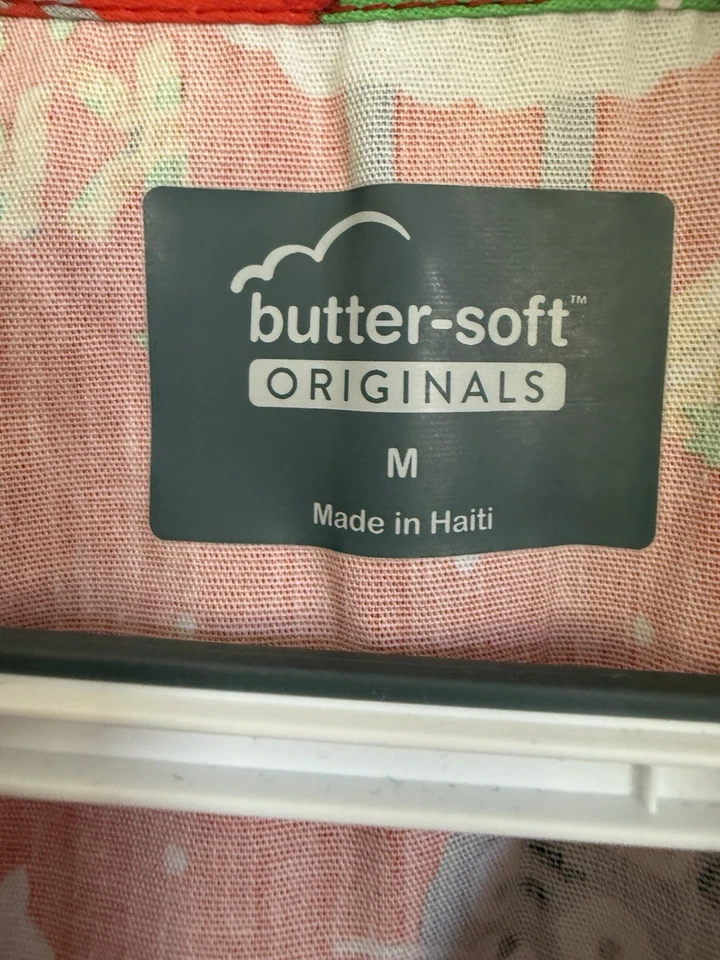 butter-soft™
ORIGINALS
M
Made in Haiti